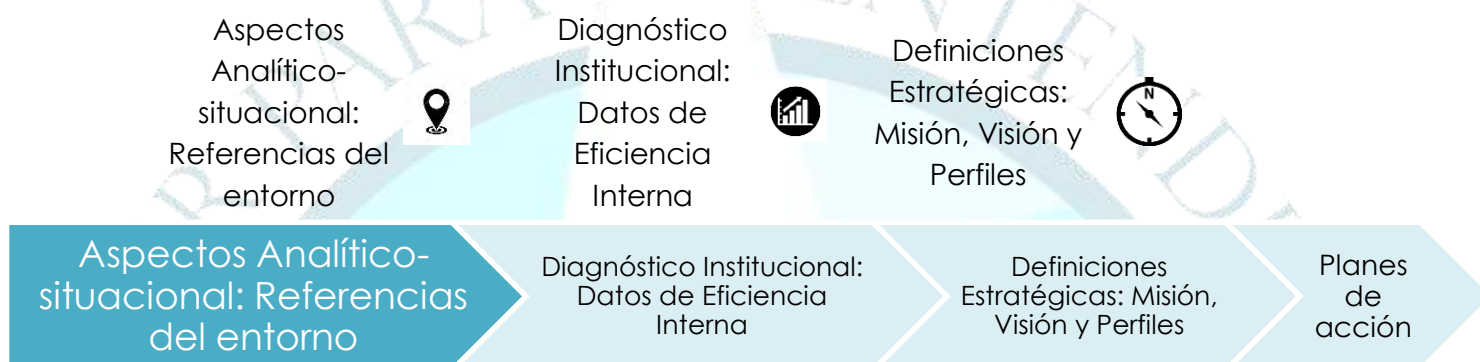 Aspectos
Analítico-
situacional:
Referencias del
entorno
Diagnóstico
Institucional:
Datos de
Eficiencia
Interna
Definiciones
Estratégicas:
Misión, Visión y
Perfiles
N
Aspectos Analítico-
situacional: Referencias
del entorno
Diagnóstico Institucional:
Datos de Eficiencia
Interna
Definiciones
Estratégicas: Misión,
Visión y Perfiles
Planes
de
acción